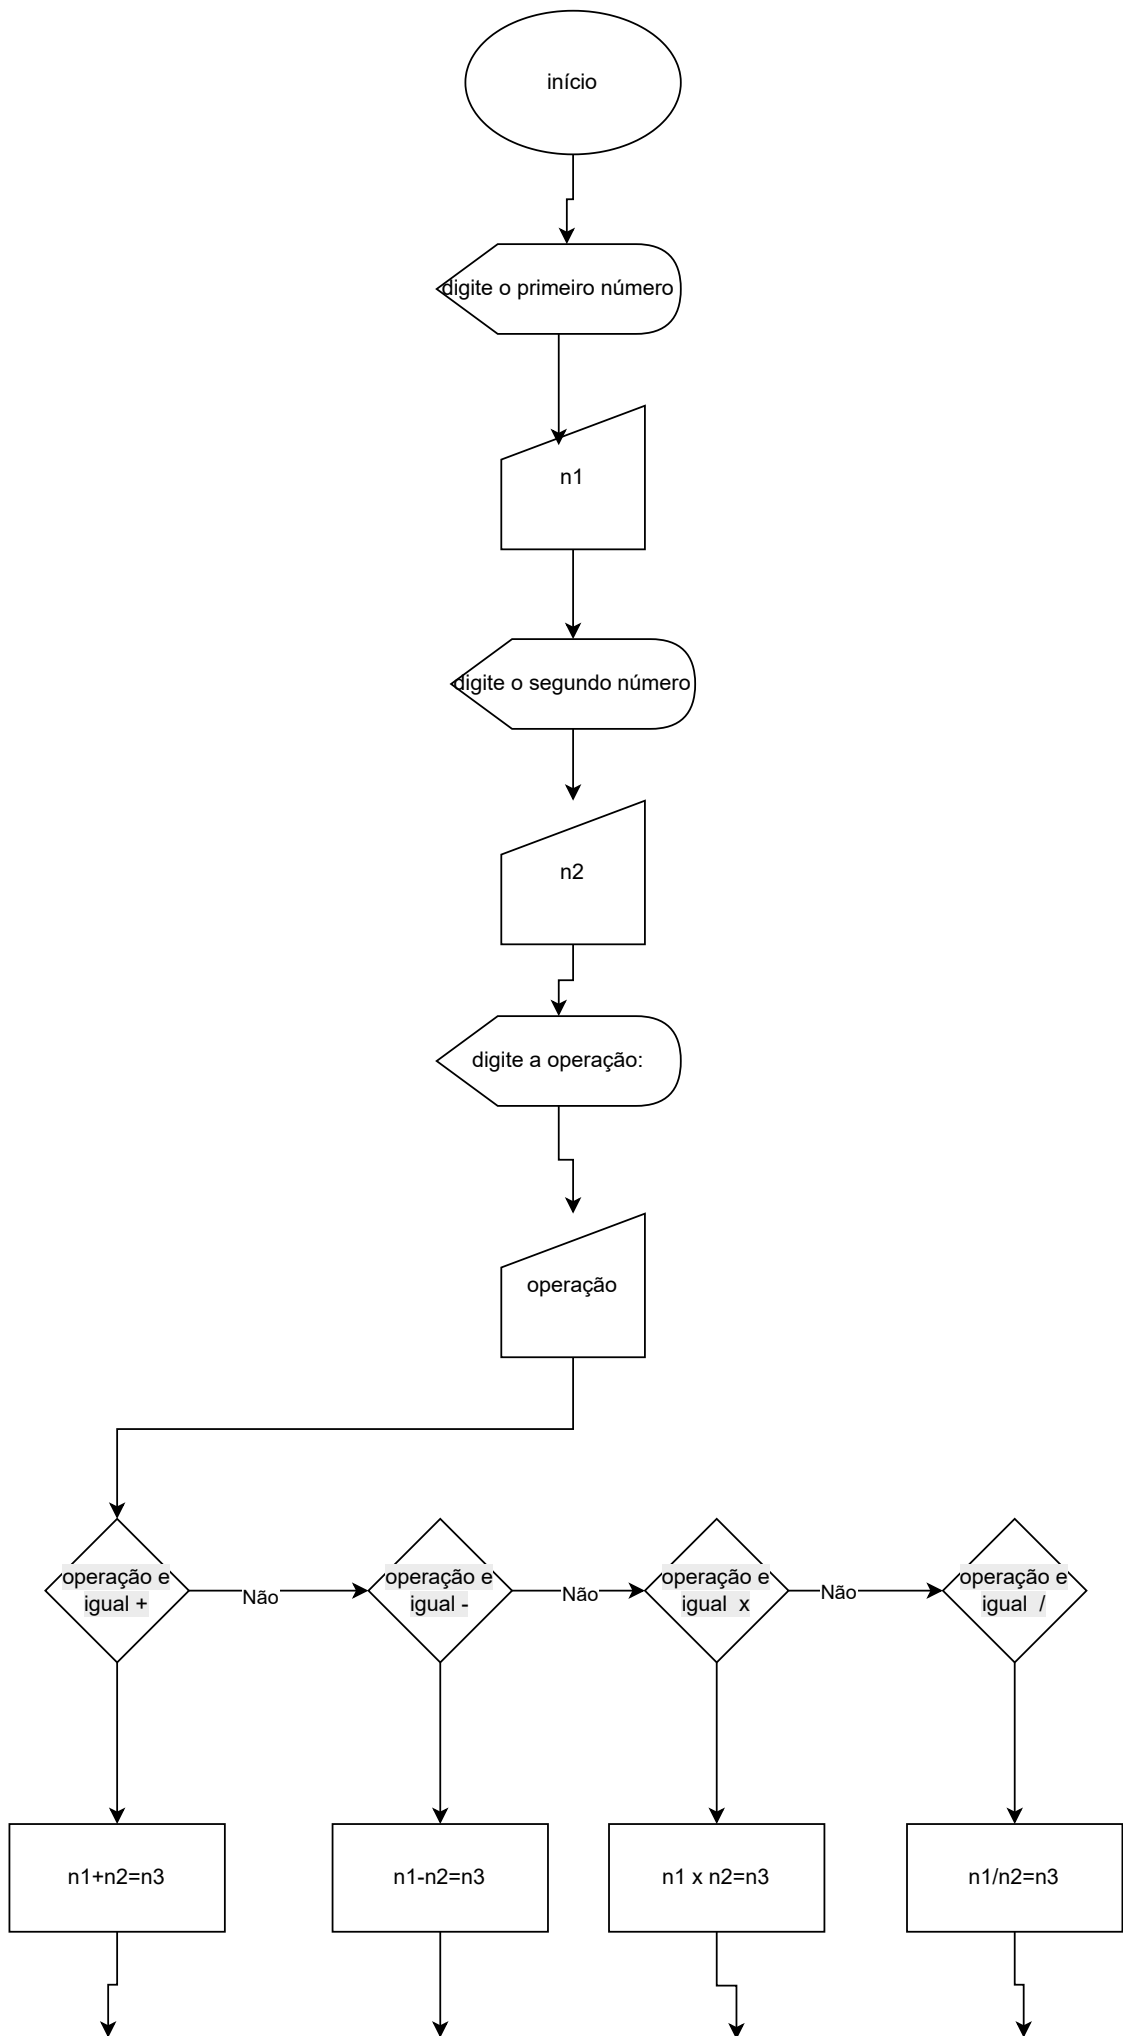 início
digite o primeiro número
n1
digite o segundo número
n2
digite a operação:
operação
operação e
igual +
Não
operação e
igual -
Não
operação e
igual  x
Não
operação e
igual  /
n1+n2=n3
n1-n2=n3
n1 x n2=n3
n1/n2=n3